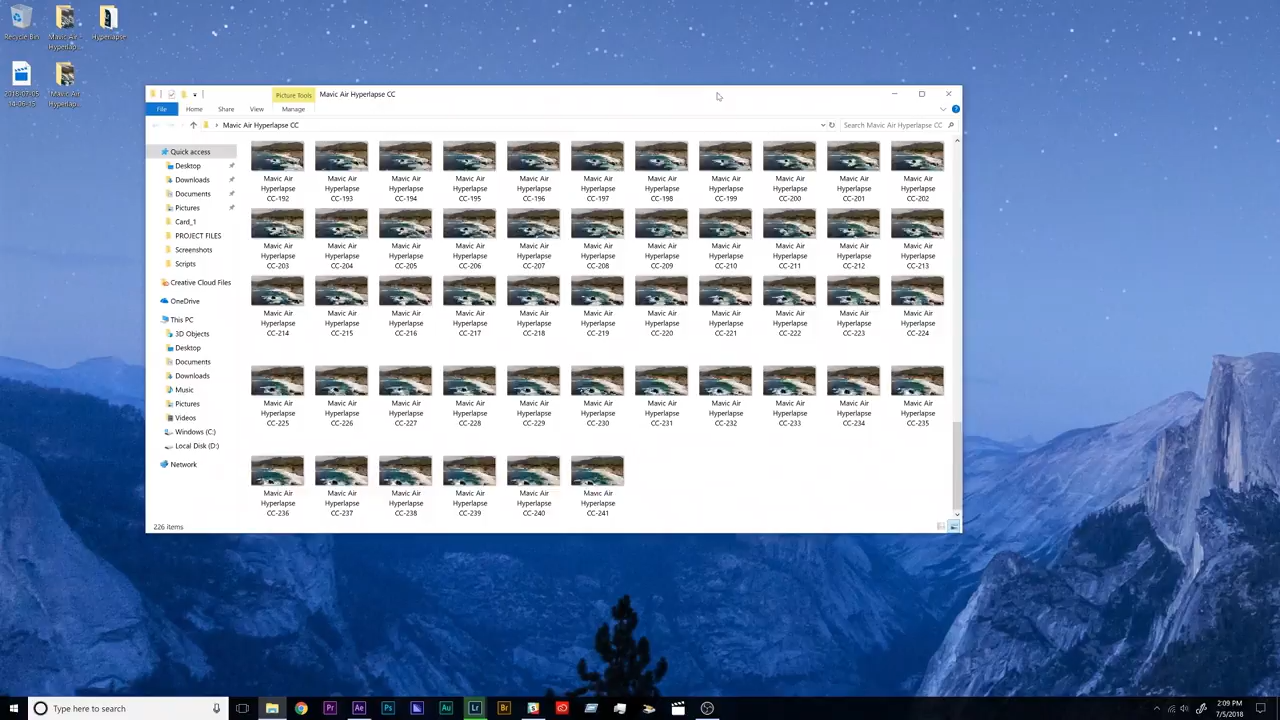 Recycle Bin
Mavic Air
Hyperlap...
Hyperlapse
2018-07-05
14-06-15
Mavic Air
Hyperlap...
Picture Tools
Mavic Air Hyperlapse CC
File
Home
Share
View
Manage
Mavic Air Hyperlapse CC
Search Mavic Air Hyperlapse CC
Quick access
Desktop
Downloads
Documents
Pictures
Card_1
PROJECT FILES
Screenshots
Scripts
Creative Cloud Files
OneDrive
This PC
3D Objects
Desktop
Documents
Downloads
Music
Pictures
Videos
Windows (C:)
Local Disk (D:)
Network
Mavic Air Mavic Air Mavic Air Mavic Air Mavic Air Mavic Air Mavic Air Mavic Air Mavic Air Mavic Air Mavic Air
Hyperlapse Hyperlapse Hyperlapse Hyperlapse Hyperlapse Hyperlapse Hyperlapse Hyperlapse Hyperlapse Hyperlapse Hyperlapse
CC-192 CC-193 CC-194 CC-195 CC-196 CC-197 CC-198 CC-199 CC-200 CC-201 CC-202
Mavic Air Mavic Air Mavic Air Mavic Air Mavic Air Mavic Air Mavic Air Mavic Air Mavic Air Mavic Air Mavic Air
Hyperlapse Hyperlapse Hyperlapse Hyperlapse Hyperlapse Hyperlapse Hyperlapse Hyperlapse Hyperlapse Hyperlapse Hyperlapse
CC-203 CC-204 CC-205 CC-206 CC-207 CC-208 CC-209 CC-210 CC-211 CC-212 CC-213
Mavic Air Mavic Air Mavic Air Mavic Air Mavic Air Mavic Air Mavic Air Mavic Air Mavic Air Mavic Air Mavic Air
Hyperlapse Hyperlapse Hyperlapse Hyperlapse Hyperlapse Hyperlapse Hyperlapse Hyperlapse Hyperlapse Hyperlapse Hyperlapse
CC-214 CC-215 CC-216 CC-217 CC-218 CC-219 CC-220 CC-221 CC-222 CC-223 CC-224
Mavic Air Mavic Air Mavic Air Mavic Air Mavic Air Mavic Air Mavic Air Mavic Air Mavic Air Mavic Air Mavic Air
Hyperlapse Hyperlapse Hyperlapse Hyperlapse Hyperlapse Hyperlapse Hyperlapse Hyperlapse Hyperlapse Hyperlapse Hyperlapse
CC-225 CC-226 CC-227 CC-228 CC-229 CC-230 CC-231 CC-232 CC-233 CC-234 CC-235
Mavic Air Mavic Air Mavic Air Mavic Air Mavic Air Mavic Air
Hyperlapse Hyperlapse Hyperlapse Hyperlapse Hyperlapse Hyperlapse
CC-236 CC-237 CC-238 CC-239 CC-240 CC-241
226 items
Type here to search
Pr
Ae
Ps
Au
Lr
Br
2:09 PM
7/5/2018